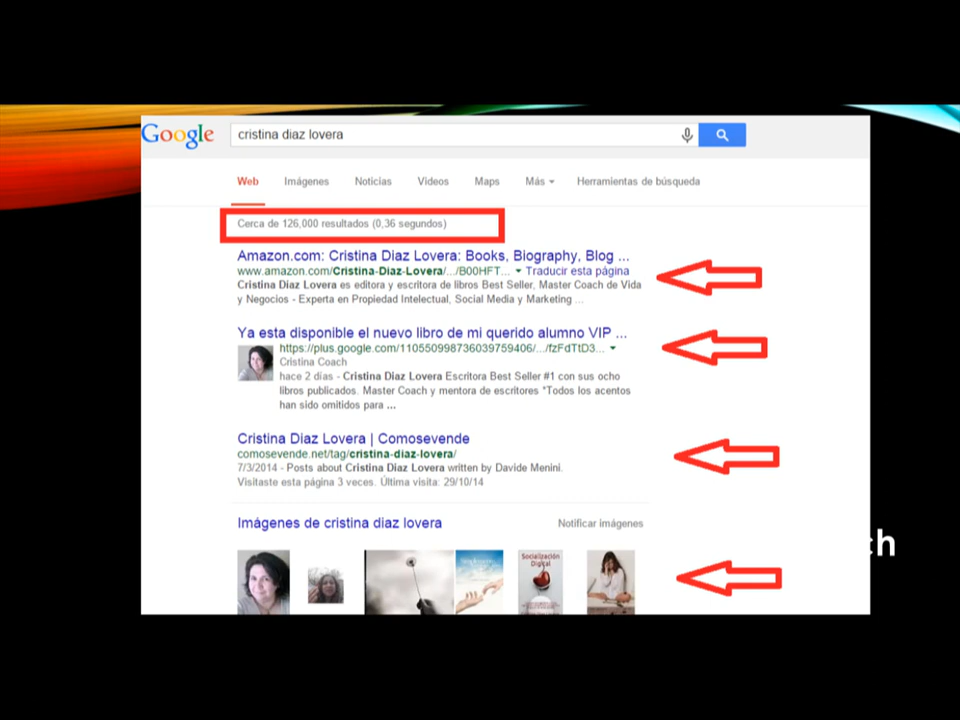 Google
cristina diaz lovera
Web Imágenes Noticias Vídeos Maps Más Herramientas de búsqueda
Cerca de 126,000 resultados (0,36 segundos)
Amazon.com: Cristina Diaz Lovera: Books, Biography, Blog ...
www.amazon.com/Cristina-Diaz-Lovera/.../B00HFT... Traducir esta página
Cristina Diaz Lovera es editora y escritora de libros Best Seller, Master Coach de Vida
y Negocios - Experta en Propiedad Intelectual, Social Media y Marketing ...
Ya esta disponible el nuevo libro de mi querido alumno VIP ...
https://plus.google.com/110550998736039759406/.../fzFdTtD3...
Cristina Coach
hace 2 días - Cristina Diaz Lovera Escritora Best Seller #1 con sus ocho
libros publicados. Master Coach y mentora de escritores *Todos los acentos
han sido omitidos para ...
Cristina Diaz Lovera | Comosevende
comosevende.net/tag/cristina-diaz-lovera/
7/3/2014 - Posts about Cristina Diaz Lovera written by Davide Menini.
Visitaste esta página 3 veces. Última visita: 29/10/14
Imágenes de cristina diaz lovera Notificar imágenes
ch
Socialización
Digital